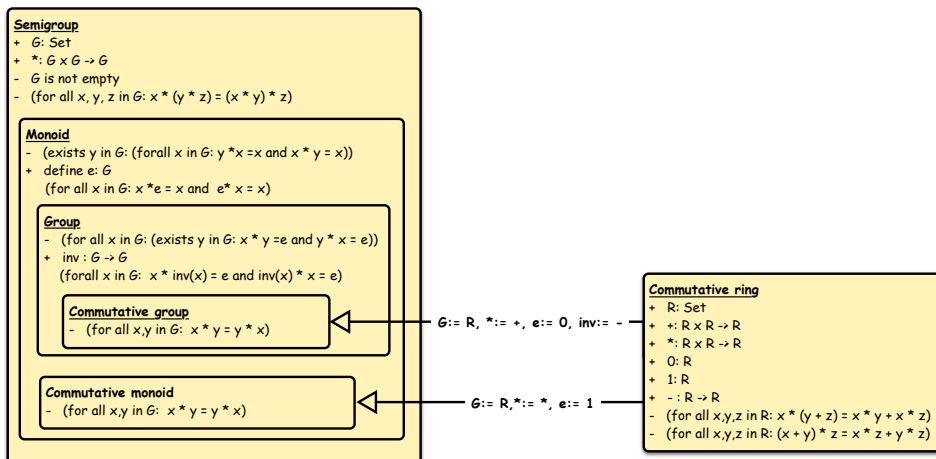 Semigroup
+ G: Set
+ *: G x G -> G
- G is not empty
- (for all x, y, z in G: x * (y * z) = (x * y) * z)
Monoid
- (exists y in G: (forall x in G: y *x =x and x * y = x))
+ define e: G
(for all x in G: x *e = x and e* x = x)
Group
- (for all x in G: (exists y in G: x * y =e and y * x = e))
+ inv : G -> G
(forall x in G: x * inv(x) = e and inv(x) * x = e)
Commutative group
- (for all x,y in G: x * y = y * x)
Commutative monoid
- (for all x,y in G: x * y = y * x)
G:= R, *:= +, e:= 0, inv:= -
G:= R,*:= *, e:= 1
Commutative ring
+ R: Set
+ +: R x R -> R
+ *: R x R -> R
+ 0: R
+ 1: R
+ - : R -> R
- (for all x,y,z in R: x * (y + z) = x * y + x * z)
- (for all x,y,z in R: (x + y) * z = x * z + y * z)